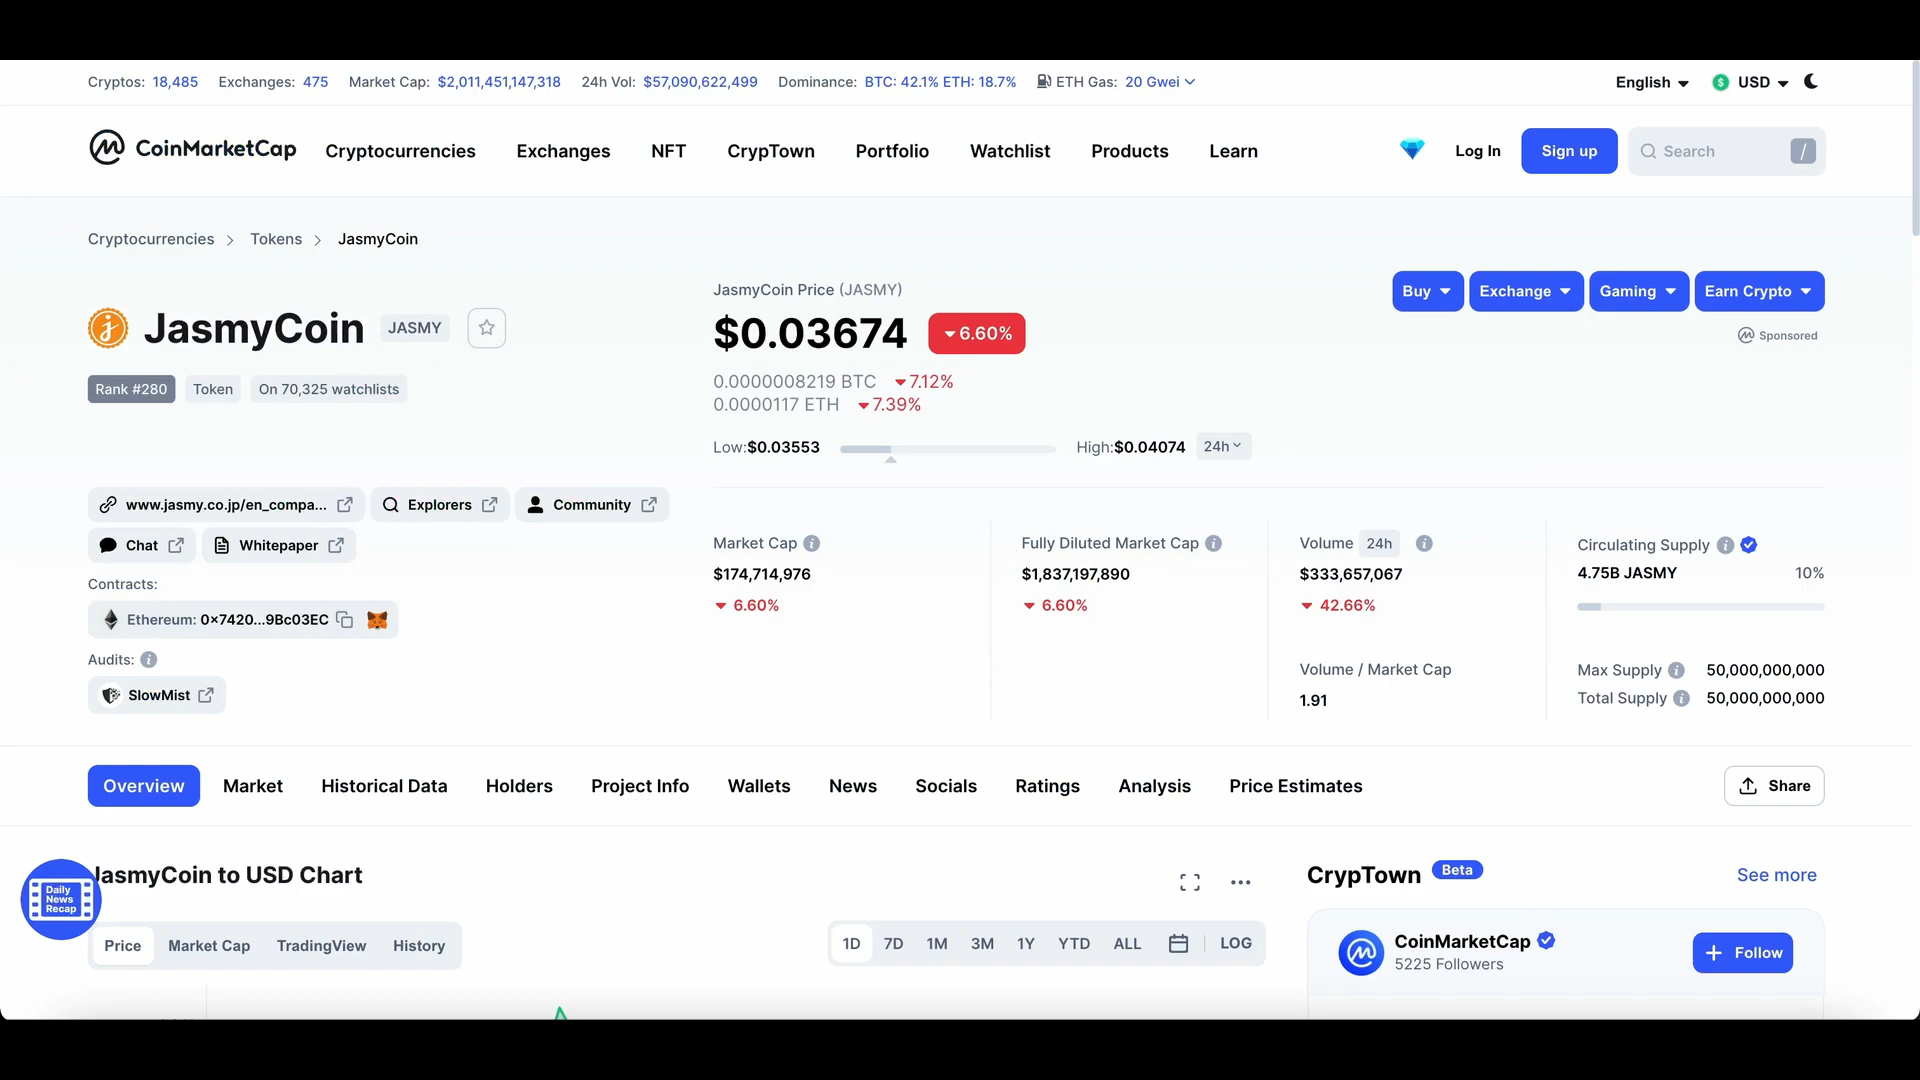 Cryptos: 18,485 Exchanges: 475 Market Cap: $2,011,451,147,318 24h Vol: $57,090,622,499 Dominance: BTC: 42.1% ETH: 18.7% ETH Gas: 20 Gwei English USD
CoinMarketCap Cryptocurrencies Exchanges NFT CrypTown Portfolio Watchlist Products Learn Log In Sign up Search /
Cryptocurrencies > Tokens > JasmyCoin
JasmyCoin JASMY
Rank #280 Token On 70,325 watchlists
www.jasmy.co.jp/en_compa... Explorers Community
Chat Whitepaper
Contracts:
Ethereum: 0x7420...9Bc03EC
Audits:
SlowMist
JasmyCoin Price (JASMY)
$0.03674 6.60%
0.0000008219 BTC 7.12%
0.0000117 ETH 7.39%
Low:$0.03553 High:$0.04074 24h
Buy Exchange Gaming Earn Crypto
Sponsored
Market Cap
$174,714,976
6.60%
Fully Diluted Market Cap
$1,837,197,890
6.60%
Volume 24h
$333,657,067
42.66%
Volume / Market Cap
1.91
Circulating Supply
4.75B JASMY 10%
Max Supply 50,000,000,000
Total Supply 50,000,000,000
Overview Market Historical Data Holders Project Info Wallets News Socials Ratings Analysis Price Estimates Share
JasmyCoin to USD Chart
Daily
News
Recap
Price Market Cap TradingView History
1D 7D 1M 3M 1Y YTD ALL LOG
CrypTown Beta See more
CoinMarketCap
5225 Followers
+ Follow